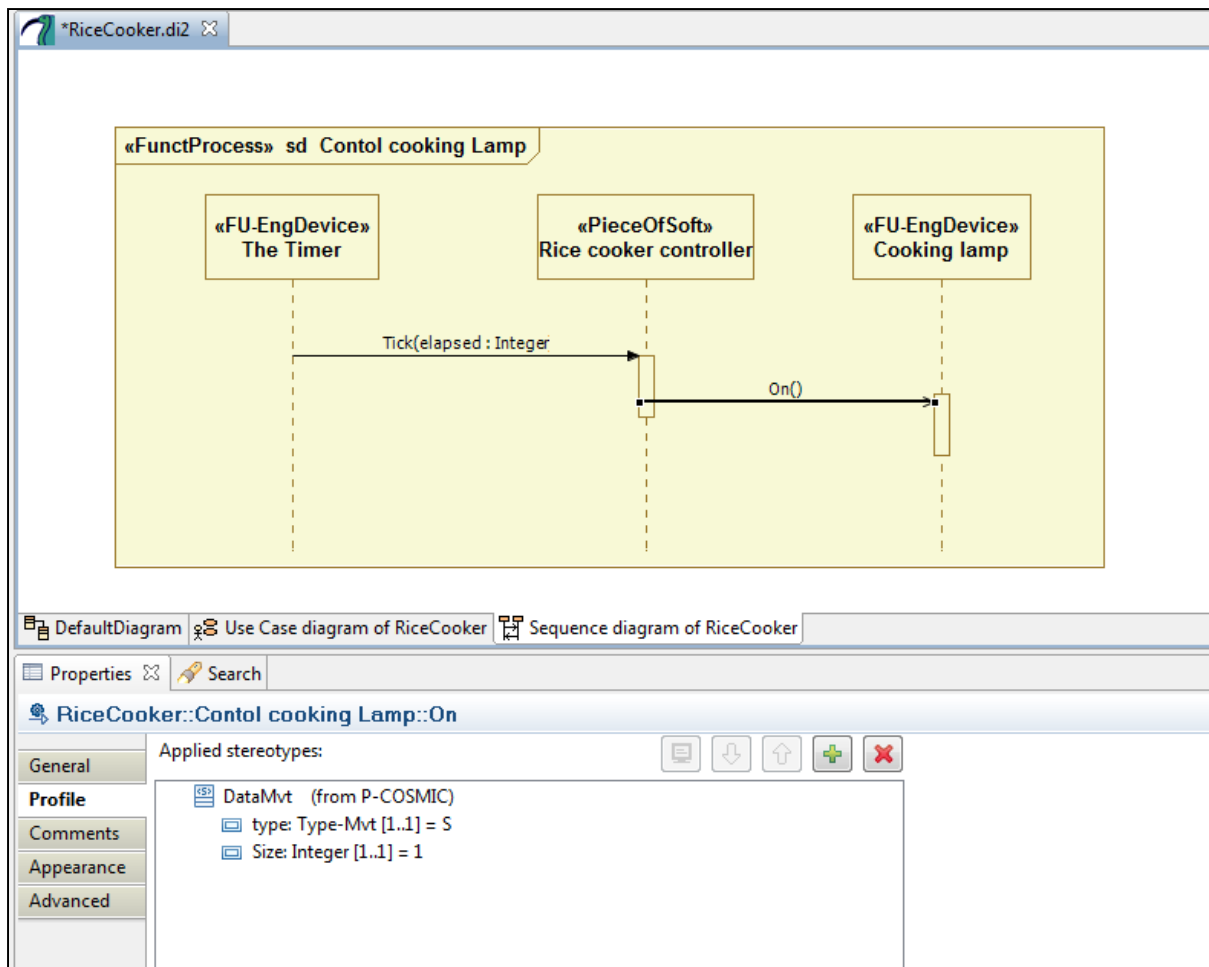 *RiceCooker.di2
«FunctProcess» sd Contol cooking Lamp
«FU-EngDevice»
The Timer
«PieceOfSoft»
Rice cooker controller
«FU-EngDevice»
Cooking lamp
Tick(elapsed : Integer
On()
DefaultDiagram
Use Case diagram of RiceCooker
Sequence diagram of RiceCooker
Properties
Search
RiceCooker::Contol cooking Lamp::On
General
Profile
Comments
Appearance
Advanced
Applied stereotypes:
DataMvt (from P-COSMIC)
type: Type-Mvt [1..1] = S
Size: Integer [1..1] = 1